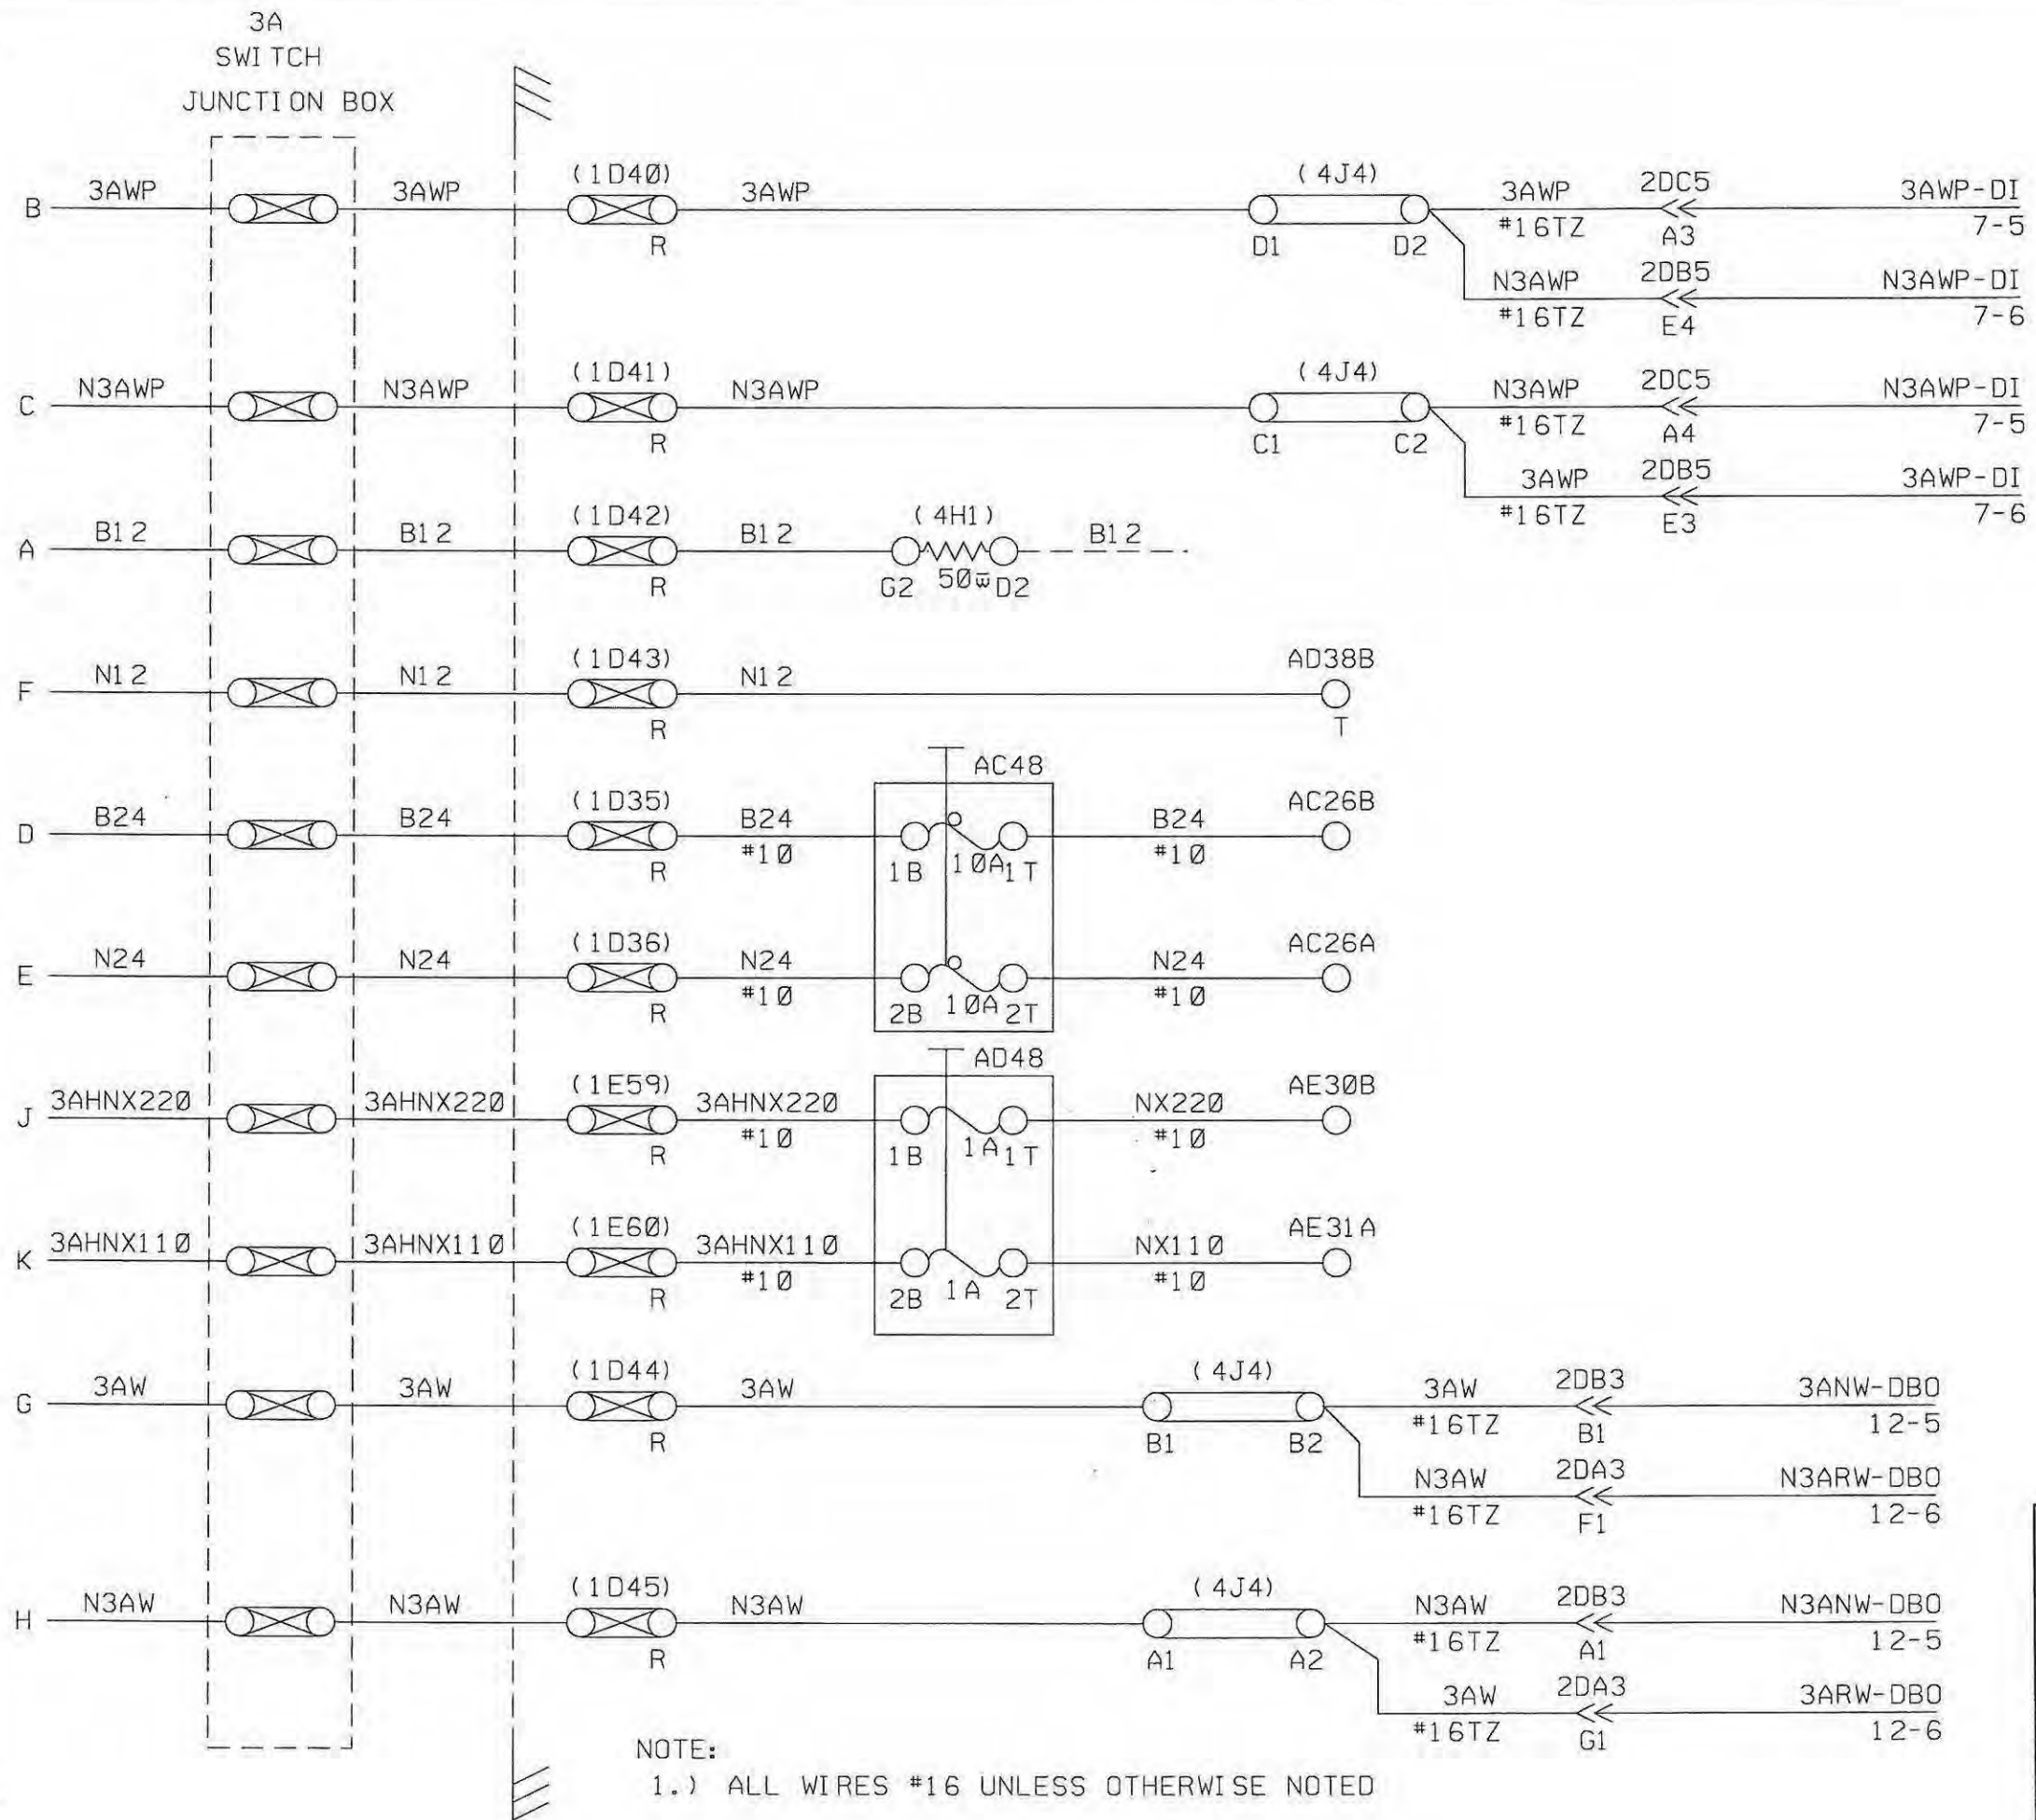 3A
SWITCH
JUNCTION BOX
B 3AWP 3AWP (1D40) R 3AWP (4J4) D1 D2 3AWP #16TZ 2DC5 A3 3AWP-DI 7-5
N3AWP #16TZ 2DB5 E4 N3AWP-DI 7-6
C N3AWP N3AWP (1D41) R N3AWP (4J4) C1 C2 N3AWP #16TZ 2DC5 A4 N3AWP-DI 7-5
3AWP #16TZ 2DB5 E3 3AWP-DI 7-6
A B12 B12 (1D42) R B12 (4H1) G2 50ω D2 B12
F N12 N12 (1D43) R N12 AD38B T
AC48
D B24 B24 (1D35) R B24 #10 1B 10A 1T B24 #10 AC26B
E N24 N24 (1D36) R N24 #10 2B 10A 2T N24 #10 AC26A
AD48
J 3AHNX220 3AHNX220 (1E59) R 3AHNX220 #10 1B 1A 1T NX220 #10 AE30B
K 3AHNX110 3AHNX110 (1E60) R 3AHNX110 #10 2B 1A 2T NX110 #10 AE31A
G 3AW 3AW (1D44) R 3AW (4J4) B1 B2 3AW #16TZ 2DB3 B1 3ANW-DBO 12-5
N3AW #16TZ 2DA3 F1 N3ARW-DBO 12-6
H N3AW N3AW (1D45) R N3AW (4J4) A1 A2 N3AW #16TZ 2DB3 A1 N3ANW-DBO 12-5
3AW #16TZ 2DA3 G1 3ARW-DBO 12-6
NOTE:
1.) ALL WIRES #16 UNLESS OTHERWISE NOTED